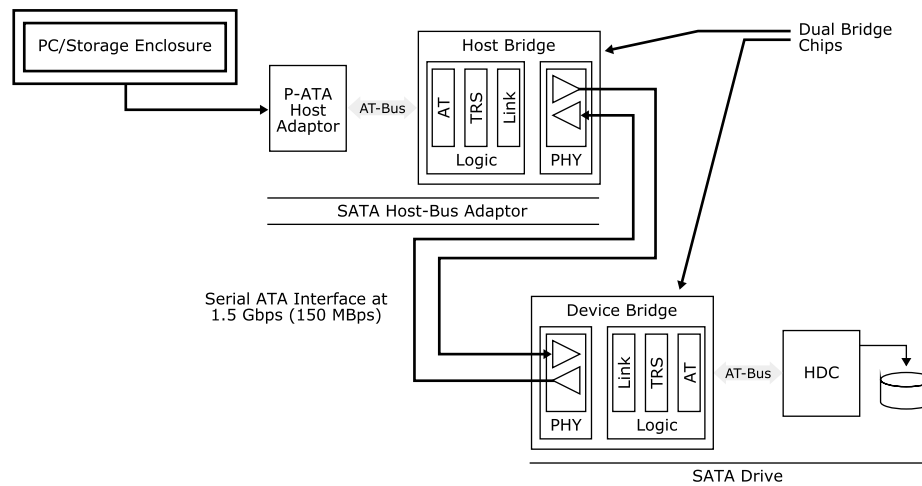 PC/Storage Enclosure
P-ATA
Host
Adaptor
AT-Bus
Host Bridge
AT
TRS
Link
Logic
PHY
Dual Bridge
Chips
SATA Host-Bus Adaptor
Serial ATA Interface at
1.5 Gbps (150 MBps)
Device Bridge
PHY
Link
TRS
AT
Logic
AT-Bus
HDC
SATA Drive